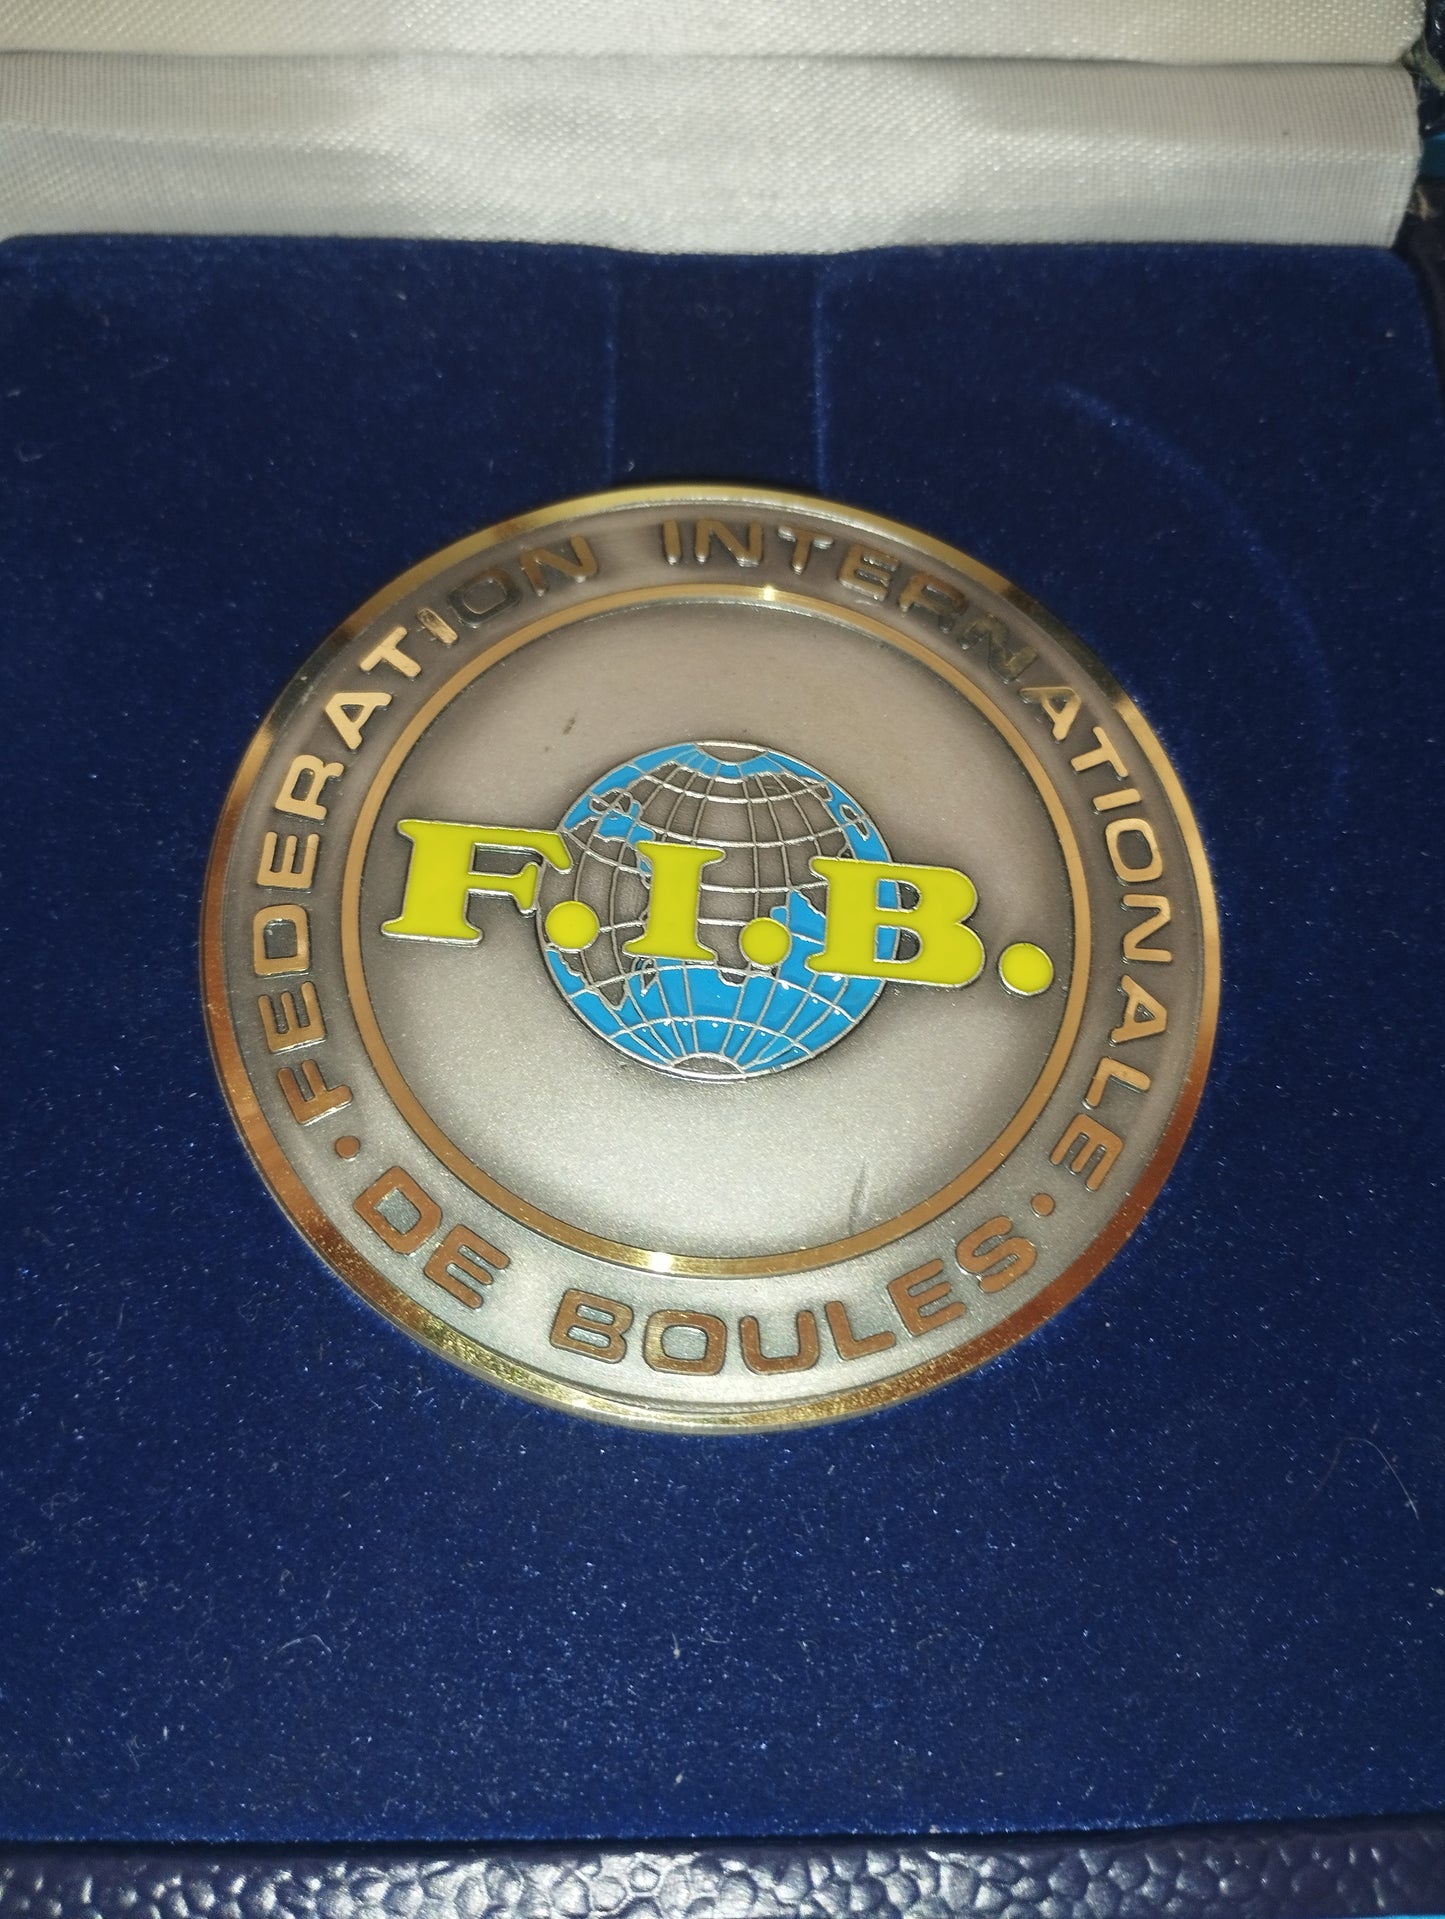 FEDERATION INTERNATIONALE
F.I.B.
· DE BOULES ·